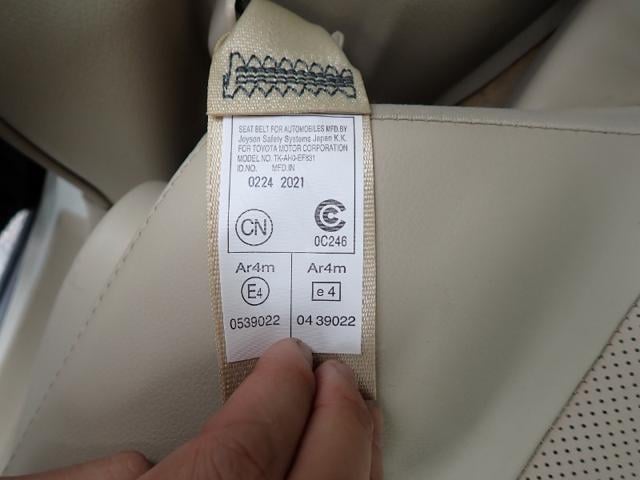 SEAT BELT FOR AUTOMOBILES MFD.BY
Joyson Safety Systems Japan K.K.
FOR TOYOTA MOTOR CORPORATION
MODEL NO. TK-AH0-EF831
ID.NO. MFD.IN
0224 2021
CN
CCC
0C246
Ar4m
E4
0539022
Ar4m
e 4
04 39022